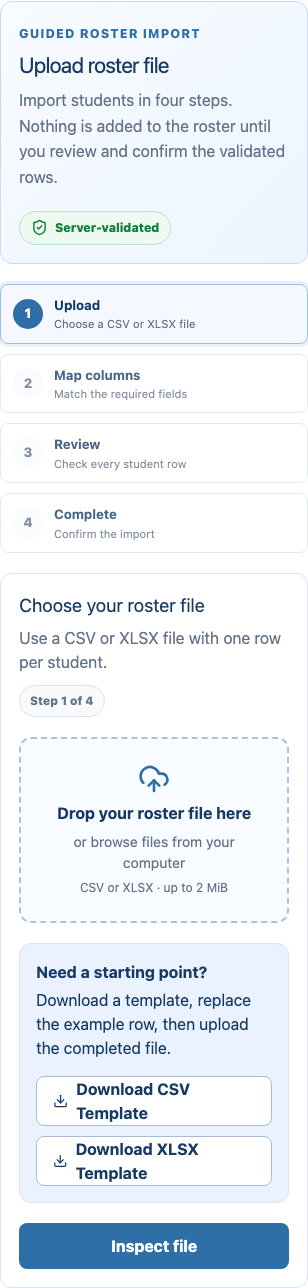 GUIDED ROSTER IMPORT
Upload roster file
Import students in four steps.
Nothing is added to the roster until
you review and confirm the validated
rows.
Server-validated
1
Upload
Choose a CSV or XLSX file
2
Map columns
Match the required fields
3
Review
Check every student row
4
Complete
Confirm the import
Choose your roster file
Use a CSV or XLSX file with one row
per student.
Step 1 of 4
Drop your roster file here
or browse files from your
computer
CSV or XLSX · up to 2 MiB
Need a starting point?
Download a template, replace
the example row, then upload
the completed file.
Download CSV
Template
Download XLSX
Template
Inspect file